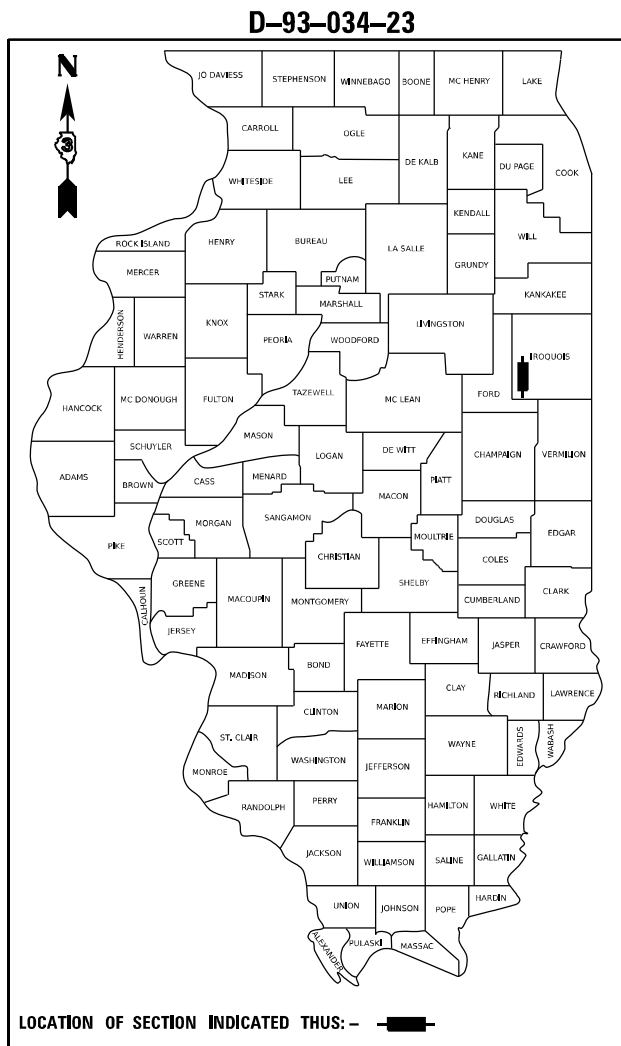 D–93–034–23
JO DAVIESS STEPHENSON WINNEBAGO BOONE MC HENRY LAKE
N
3
CARROLL OGLE
DE KALB KANE DU PAGE COOK
WHITESIDE LEE
KENDALL
ROCK ISLAND HENRY BUREAU LA SALLE WILL
MERCER PUTNAM GRUNDY
STARK MARSHALL KANKAKEE
HENDERSON WARREN KNOX PEORIA WOODFORD LIVINGSTON IROQUOIS
HANCOCK MC DONOUGH FULTON TAZEWELL MC LEAN FORD
SCHUYLER MASON
ADAMS BROWN CASS MENARD LOGAN DE WITT PIATT CHAMPAIGN VERMILION
MACON
PIKE SCOTT MORGAN SANGAMON MOULTRIE DOUGLAS EDGAR
CHRISTIAN COLES
CALHOUN GREENE MACOUPIN MONTGOMERY SHELBY CUMBERLAND CLARK
JERSEY
FAYETTE EFFINGHAM JASPER CRAWFORD
MADISON BOND
CLAY RICHLAND LAWRENCE
CLINTON MARION
ST. CLAIR WAYNE EDWARDS WABASH
WASHINGTON JEFFERSON
MONROE
RANDOLPH PERRY HAMILTON WHITE
FRANKLIN
JACKSON WILLIAMSON SALINE GALLATIN
UNION JOHNSON POPE HARDIN
ALEXANDER PULASKI MASSAC
LOCATION OF SECTION INDICATED THUS: –